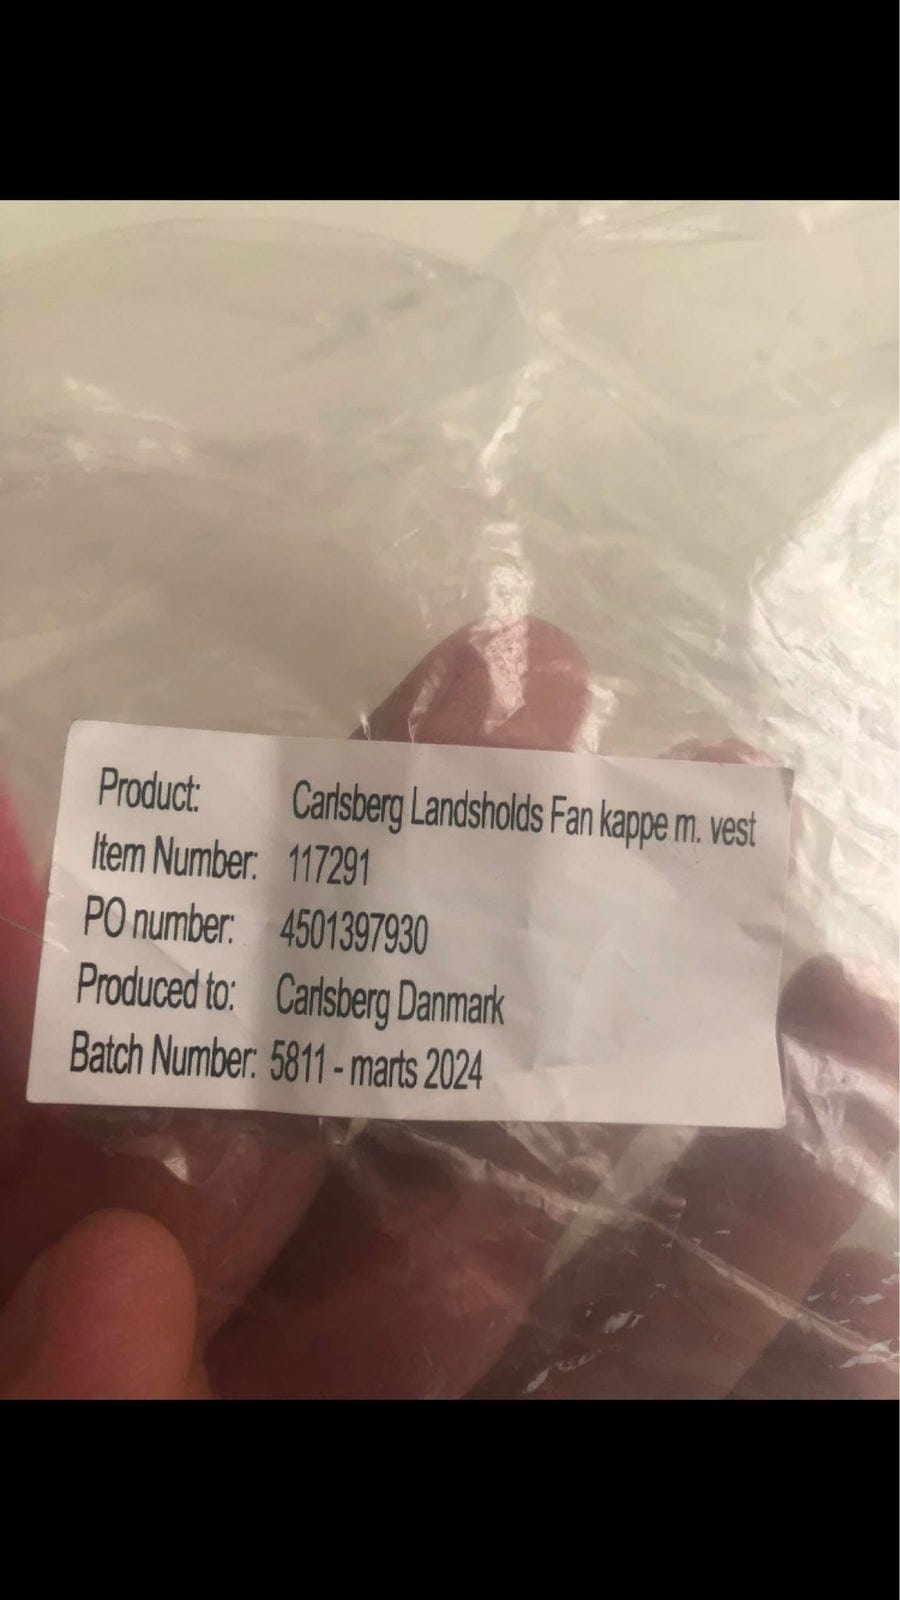 Product: Carlsberg Landsholds Fan kappe m. vest
Item Number: 117291
PO number: 4501397930
Produced to: Carlsberg Danmark
Batch Number: 5811 - marts 2024